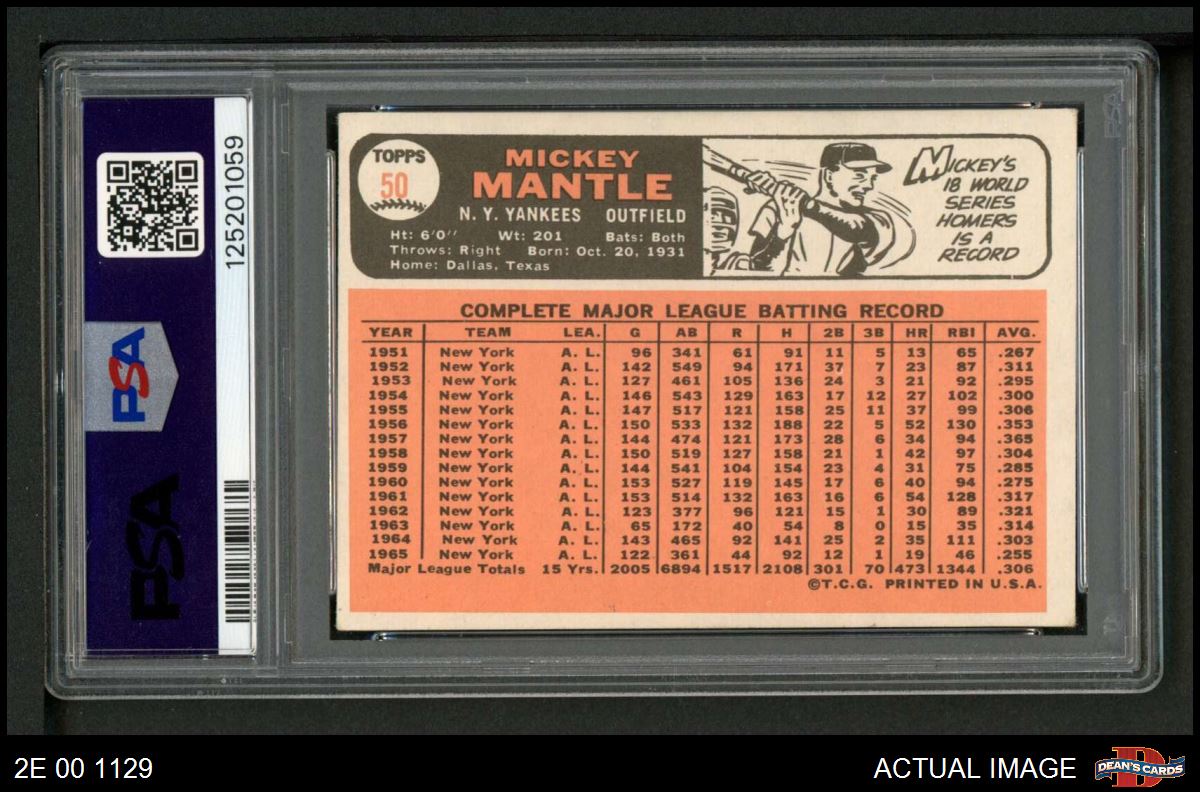 TOPPS
50
MICKEY
MANTLE
N. Y. YANKEES OUTFIELD
Ht: 6'0'' Wt: 201 Bats: Both
Throws: Right Born: Oct. 20, 1931
Home: Dallas, Texas
MICKEY'S
18 WORLD
SERIES
HOMERS
IS A
RECORD
COMPLETE MAJOR LEAGUE BATTING RECORD
YEAR TEAM LEA. G AB R H 2B 3B HR RBI AVG.
1951 New York A. L. 96 341 61 91 11 5 13 65 .267
1952 New York A. L. 142 549 94 171 37 7 23 87 .311
1953 New York A. L. 127 461 105 136 24 3 21 92 .295
1954 New York A. L. 146 543 129 163 17 12 27 102 .300
1955 New York A. L. 147 517 121 158 25 11 37 99 .306
1956 New York A. L. 150 533 132 188 22 5 52 130 .353
1957 New York A. L. 144 474 121 173 28 6 34 94 .365
1958 New York A. L. 150 519 127 158 21 1 42 97 .304
1959 New York A. L. 144 541 104 154 23 4 31 75 .285
1960 New York A. L. 153 527 119 145 17 6 40 94 .275
1961 New York A. L. 153 514 132 163 16 6 54 128 .317
1962 New York A. L. 123 377 96 121 15 1 30 89 .321
1963 New York A. L. 65 172 40 54 8 0 15 35 .314
1964 New York A. L. 143 465 92 141 25 2 35 111 .303
1965 New York A. L. 122 361 44 92 12 1 19 46 .255
Major League Totals 15 Yrs. 2005 6894 1517 2108 301 70 473 1344 .306
©T.C.G. PRINTED IN U.S.A.
125201059
PSA
PSA
PSA
2E 00 1129
ACTUAL IMAGE
DEAN'S CARDS